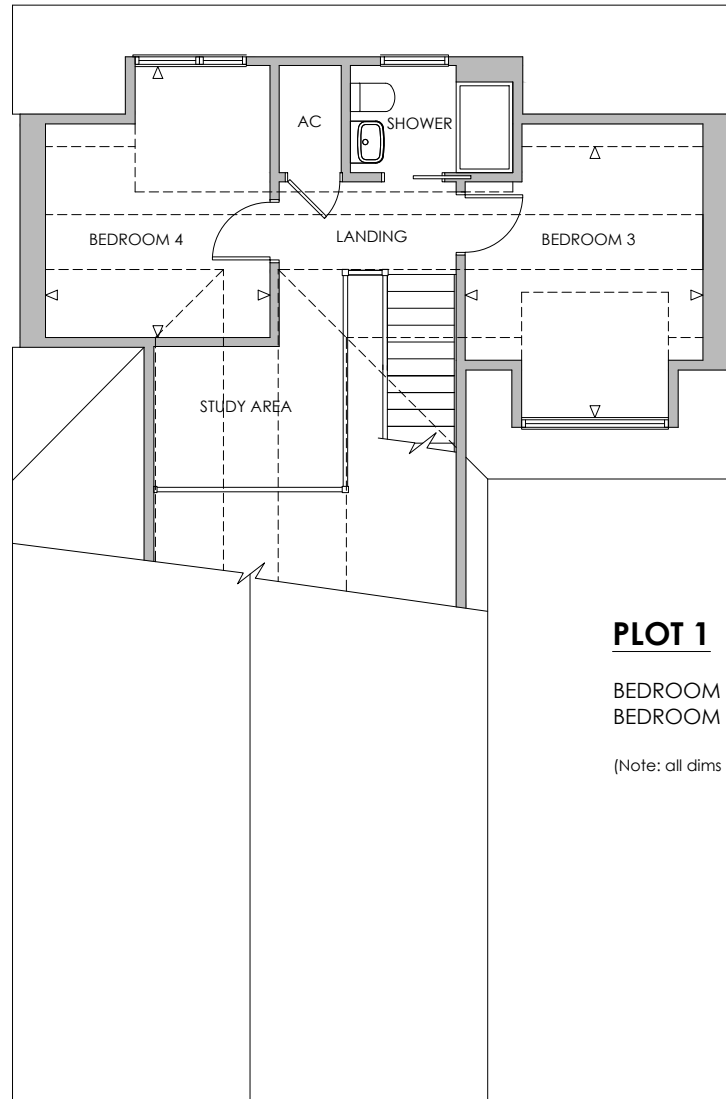 AC
SHOWER
BEDROOM 4
LANDING
BEDROOM 3
STUDY AREA
PLOT 1
BEDROOM
BEDROOM
(Note: all dims